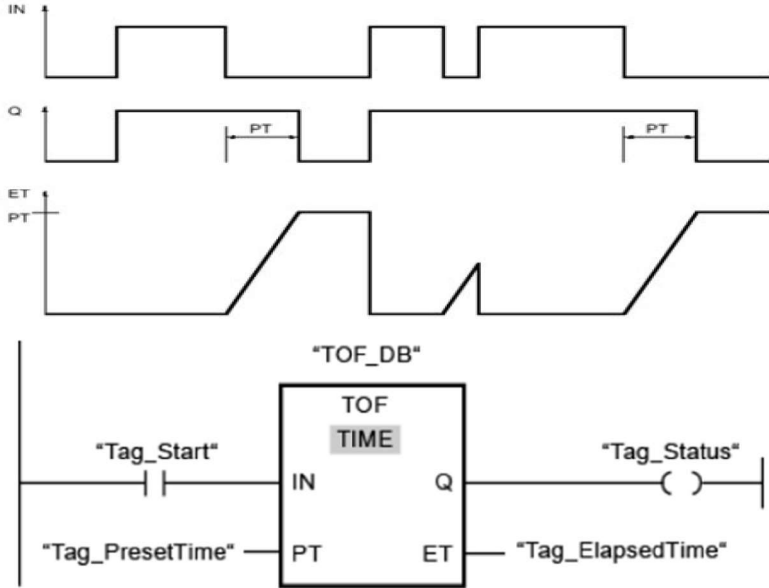 IN
Q
PT PT
ET
PT
"TOF_DB"
TOF
TIME
"Tag_Start" "Tag_Status"
IN Q
"Tag_PresetTime" PT ET "Tag_ElapsedTime"